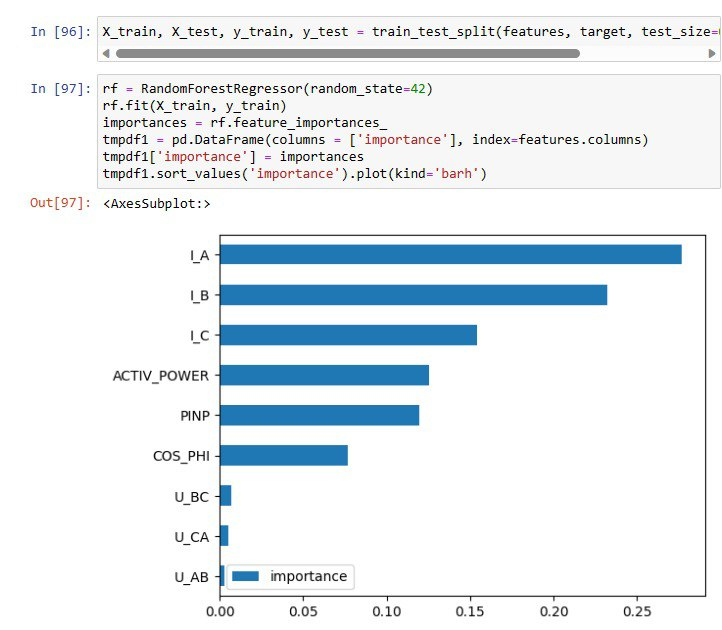 In [96]: X_train, X_test, y_train, y_test = train_test_split(features, target, test_size=
In [97]: rf = RandomForestRegressor(random_state=42)
rf.fit(X_train, y_train)
importances = rf.feature_importances_
tmpdf1 = pd.DataFrame(columns = ['importance'], index=features.columns)
tmpdf1['importance'] = importances
tmpdf1.sort_values('importance').plot(kind='barh')
Out[97]: <AxesSubplot:>
I_A
I_B
I_C
ACTIV_POWER
PINP
COS_PHI
U_BC
U_CA
U_AB
importance
0.00 0.05 0.10 0.15 0.20 0.25